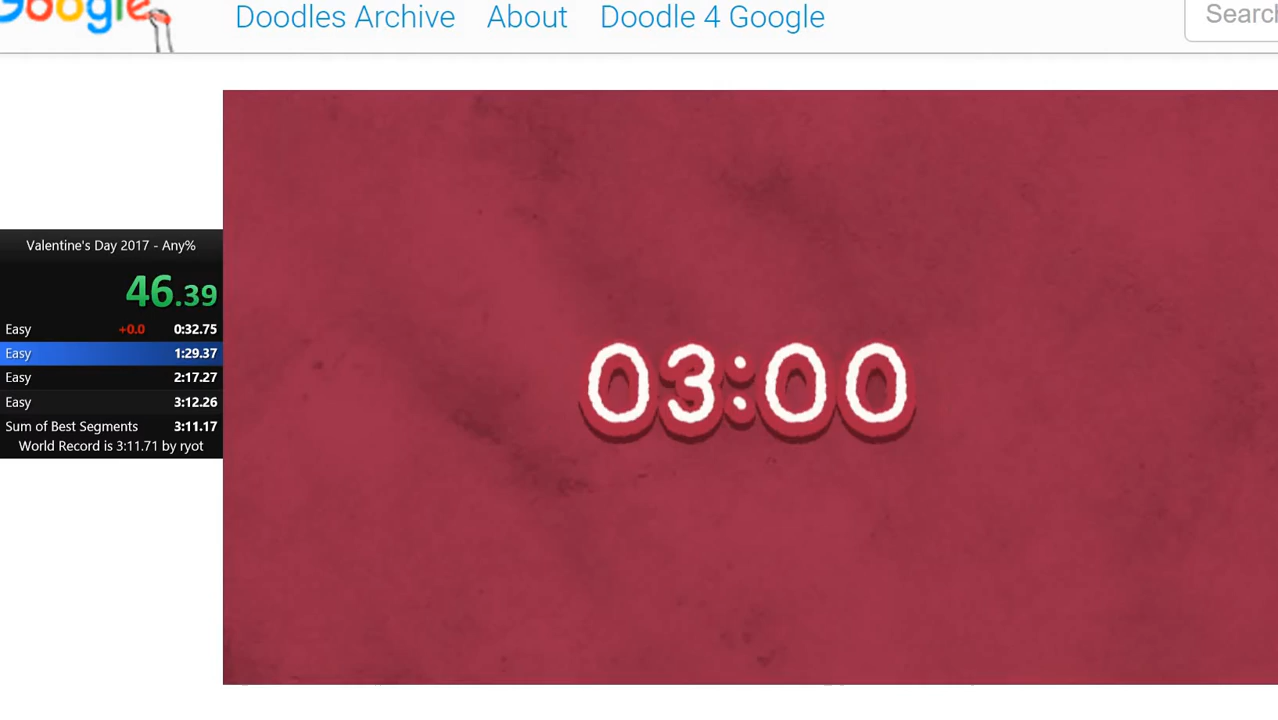 Google
Doodles Archive About Doodle 4 Google
Search
Valentine's Day 2017 - Any%
46.39
Easy +0.0 0:32.75
Easy 1:29.37
Easy 2:17.27
Easy 3:12.26
Sum of Best Segments 3:11.17
World Record is 3:11.71 by ryot
03:00